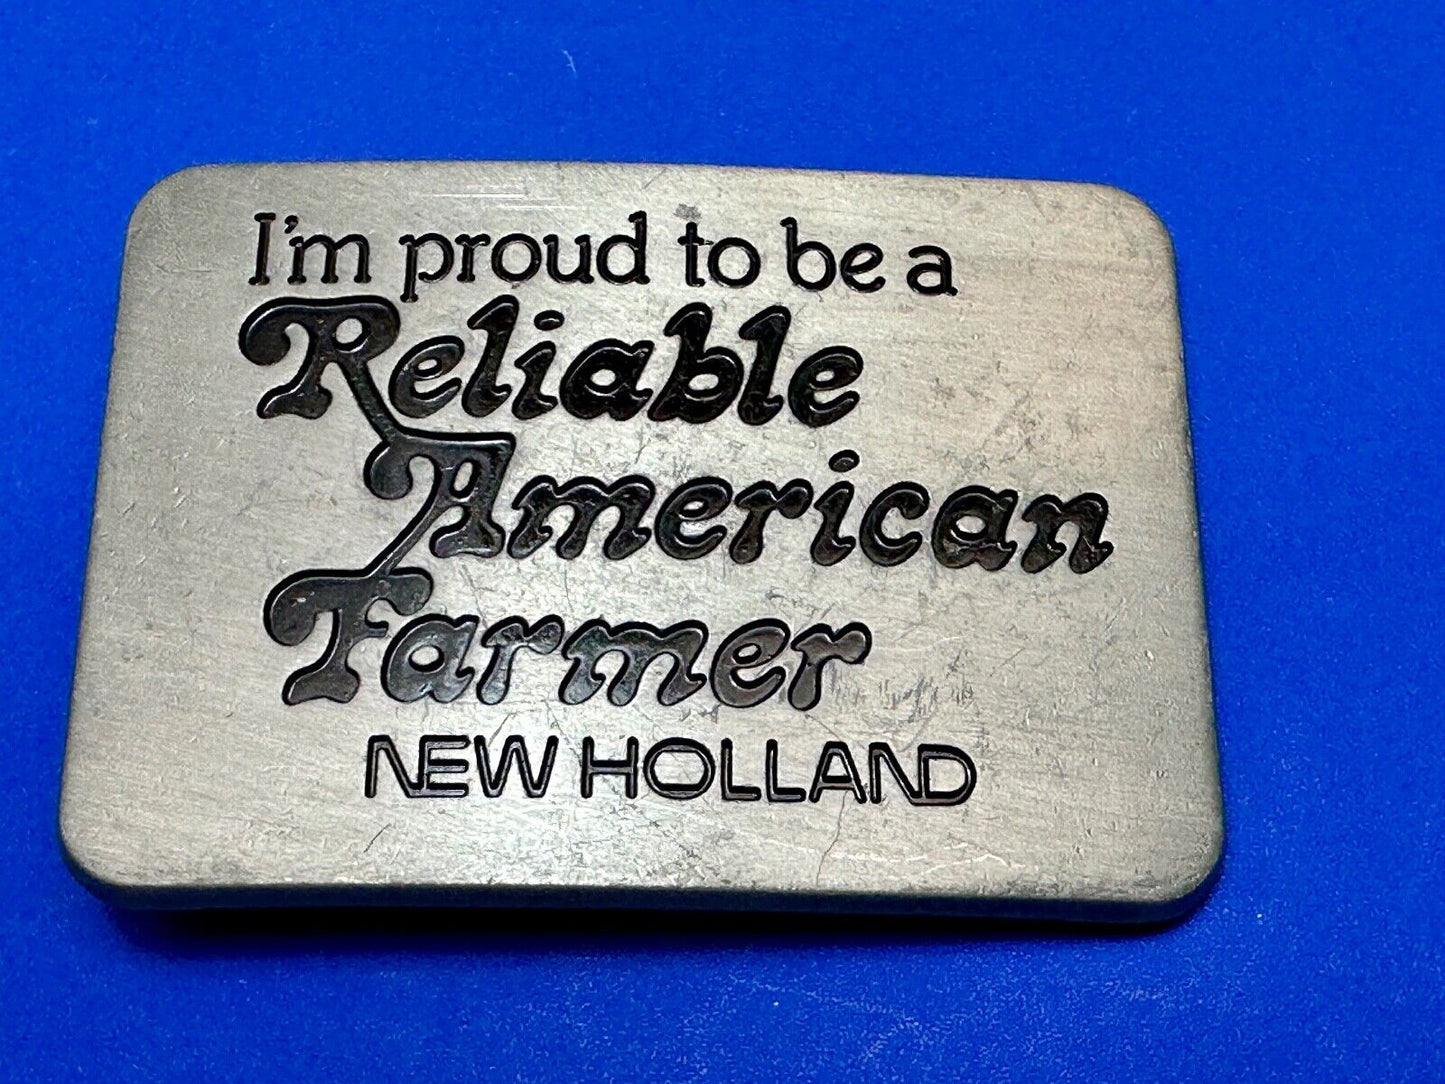 I'm proud to be a
Reliable
American
Farmer
NEW HOLLAND